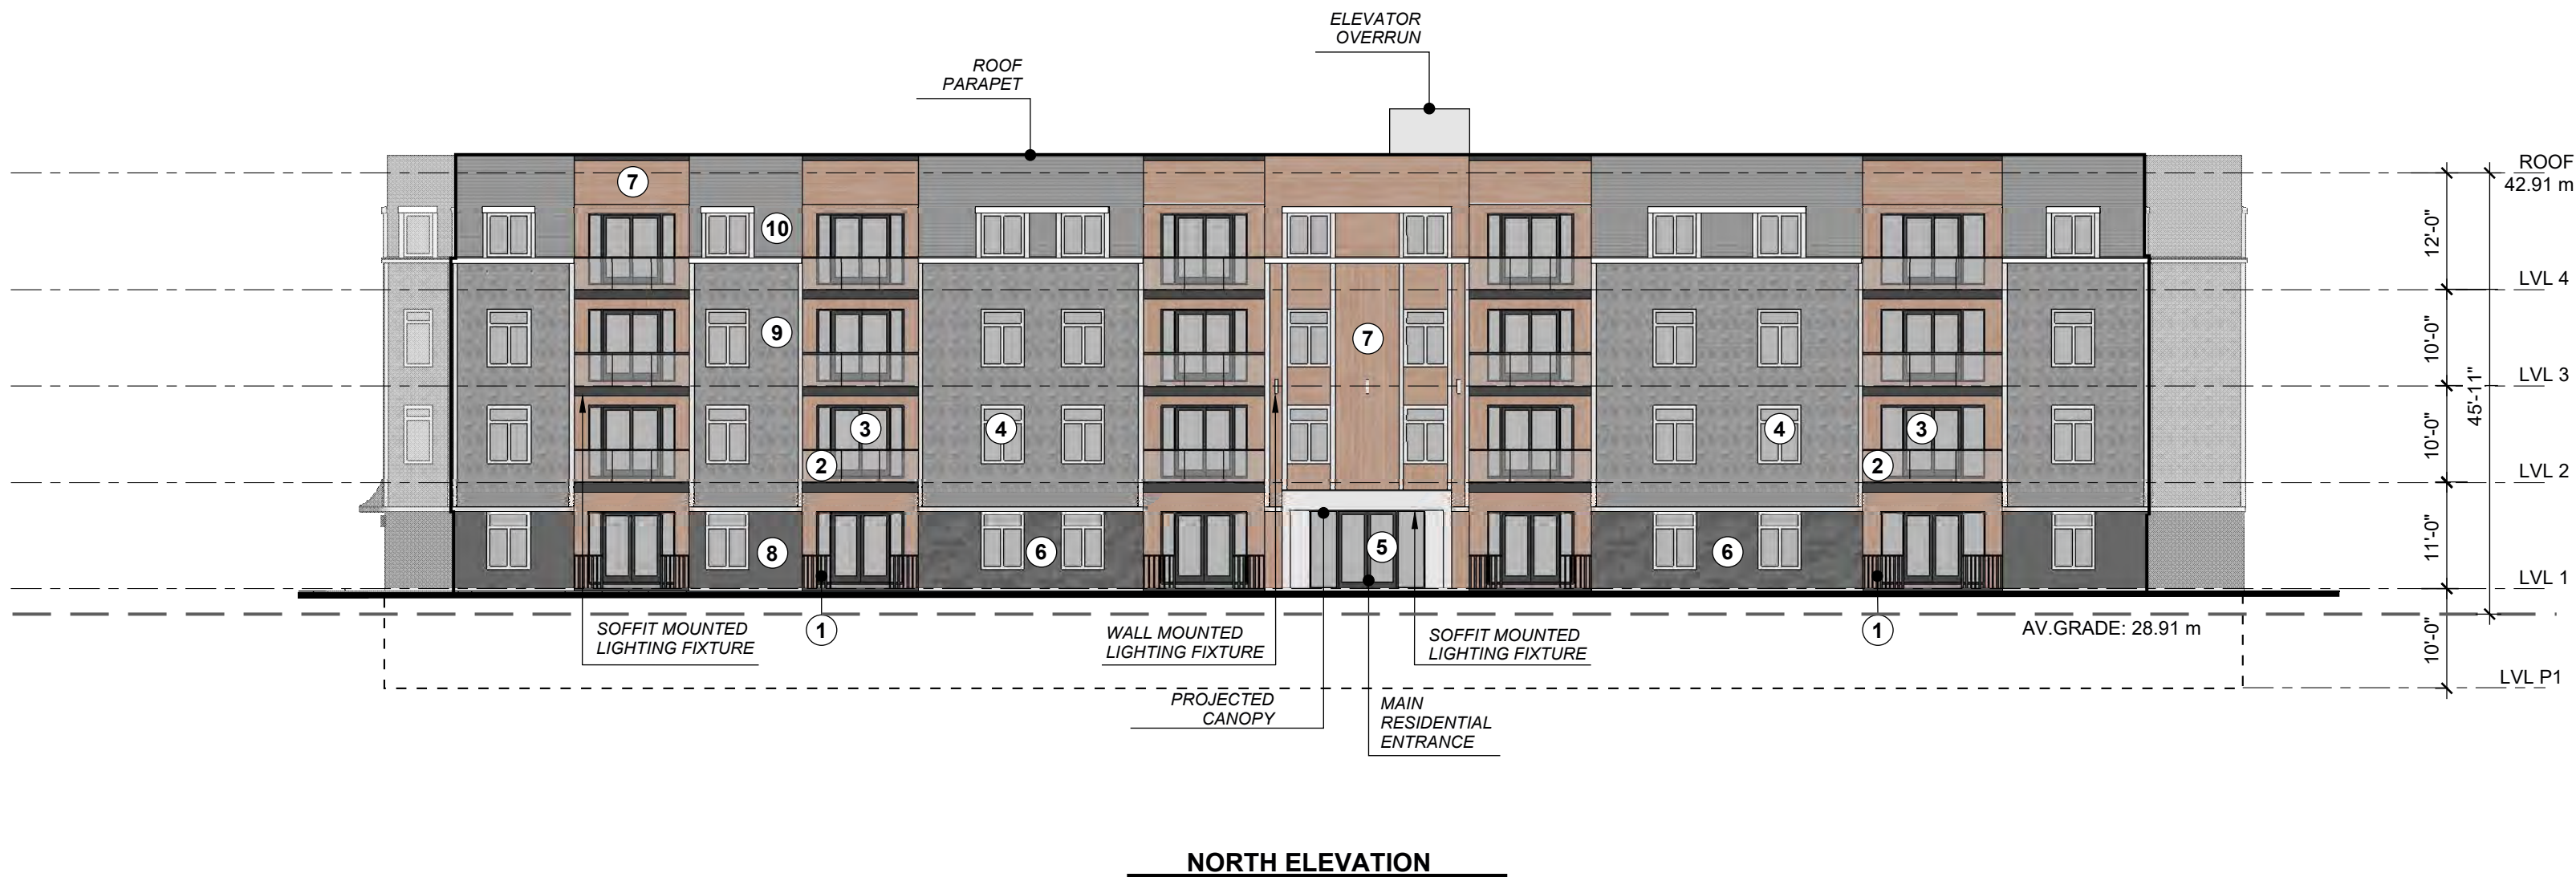 ELEVATOR
OVERRUN
ROOF
PARAPET
ROOF
42.91 m
7
10
12'-0"
LVL 4
9
7
10'-0"
45'-11"
LVL 3
3
4
4
3
2
2
10'-0"
LVL 2
8
6
5
6
11'-0"
LVL 1
1
1
SOFFIT MOUNTED
LIGHTING FIXTURE
WALL MOUNTED
LIGHTING FIXTURE
SOFFIT MOUNTED
LIGHTING FIXTURE
AV.GRADE: 28.91 m
10'-0"
LVL P1
PROJECTED
CANOPY
MAIN
RESIDENTIAL
ENTRANCE
NORTH ELEVATION